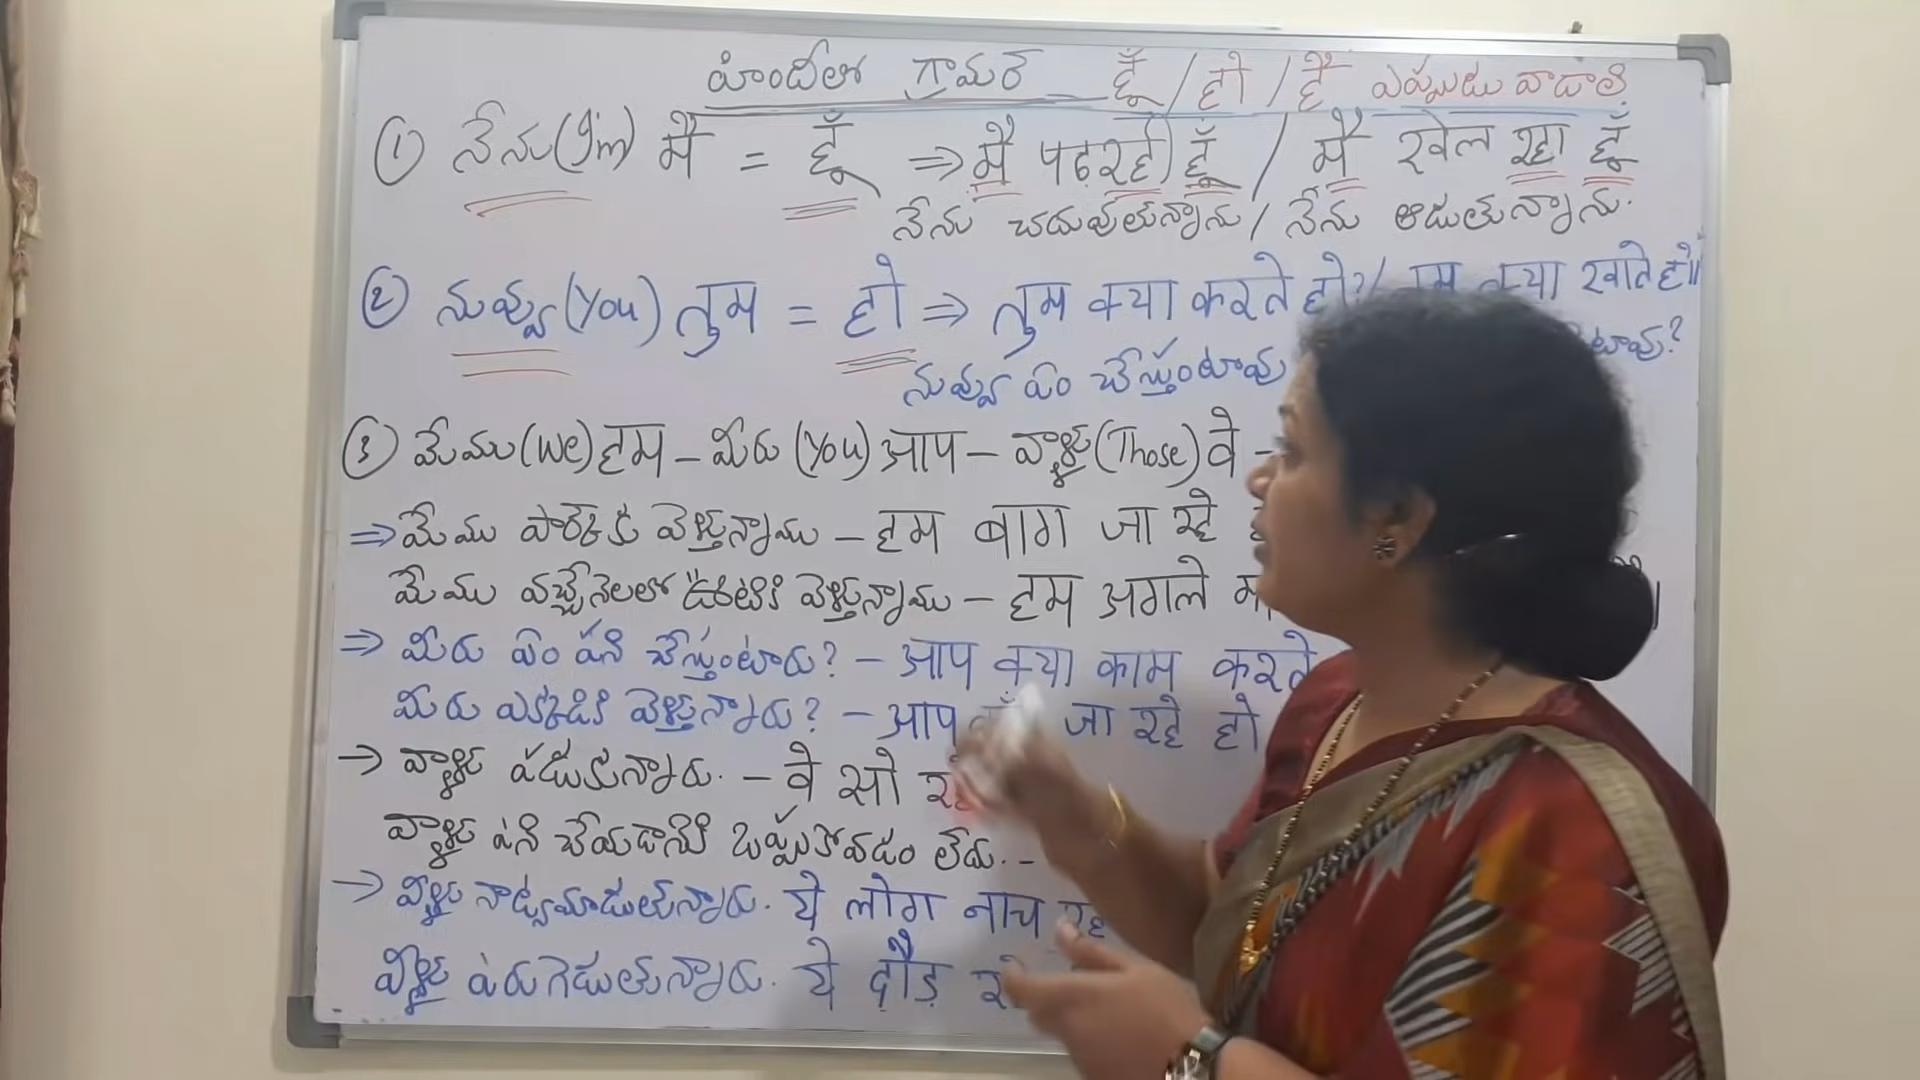 హిందీలో గ్రామర్ हूँ / हो / है ఎప్పుడు వాడాలి
① నేను (I'm) मैं = हूँ ⇒ मैं पढ़ रही हूँ / मैं खेल रहा हूँ
నేను చదువుతున్నాను / నేను ఆడుతున్నాను.
② నువ్వు (You) तुम = हो ⇒ तुम क्या करते हो? / तुम क्या खाते हो॥
నువ్వు ఏం చేస్తుంటావు
③ మేము (We) हम – మీరు (You) आप – వాళ్ళు (Those) वे –
⇒ మేము పార్క్ కు వెళ్తున్నాము – हम बाग जा रहे
మేము వచ్చేనెలలో ఊటీకి వెళ్తున్నాము – हम अगले
⇒ మీరు ఏం పని చేస్తుంటారు? – आप क्या काम करते
మీరు ఎక్కడికి వెళ్తున్నారు? – आप जा रहे हो
→ వాళ్ళు పడుకున్నారు. – वे सो
వాళ్ళు పని చేయడానికి ఒప్పుకోవడం లేదు. –
→ వీళ్ళు నాట్యమాడుతున్నారు. ये लोग नाच
వీళ్ళు పరుగెడుతున్నారు. ये दौड़